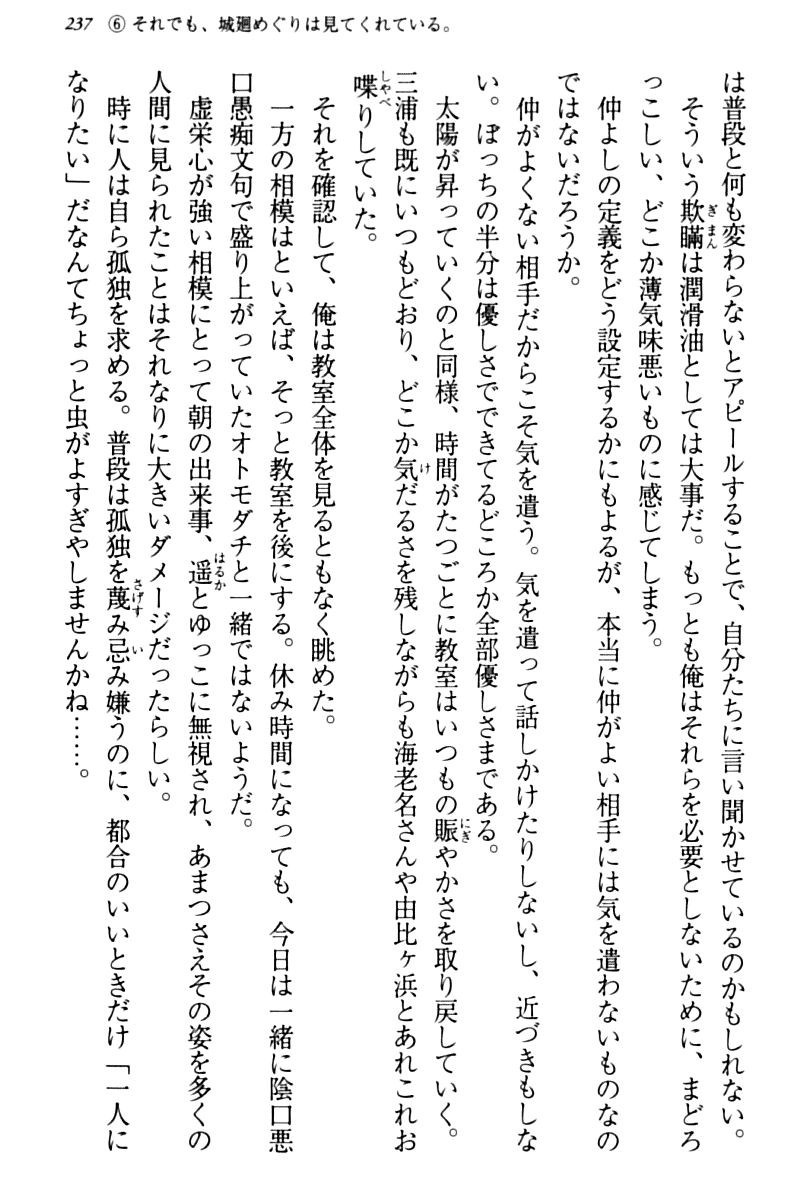 237 ⑥ それでも、城廻めぐりは見てくれている。
は普段と何も変わらないとアピールすることで、自分たちに言い聞かせているのかもしれない。
そういう欺瞞は潤滑油としては大事だ。もっとも俺はそれらを必要としないために、まどろ
っこしい、どこか薄気味悪いものに感じてしまう。
仲よしの定義をどう設定するかにもよるが、本当に仲がよい相手には気を遣わないものなの
ではないだろうか。
仲がよくない相手だからこそ気を遣う。気を遣って話しかけたりしないし、近づきもしな
い。ぼっちの半分は優しさでできてるどころか全部優しさまである。
太陽が昇っていくのと同様、時間がたつごとに教室はいつもの賑やかさを取り戻していく。
三浦も既にいつもどおり、どこか気だるさを残しながらも海老名さんや由比ヶ浜とあれこれお
喋りしていた。
それを確認して、俺は教室全体を見るともなく眺めた。
一方の相模はといえば、そっと教室を後にする。休み時間になっても、今日は一緒に陰口悪
口愚痴文句で盛り上がっていたオトモダチと一緒ではないようだ。
虚栄心が強い相模にとって朝の出来事、遥とゆっこに無視され、あまつさえその姿を多くの
人間に見られたことはそれなりに大きいダメージだったらしい。
時に人は自ら孤独を求める。普段は孤独を蔑み忌み嫌うのに、都合のいいときだけ「一人に
なりたい」だなんてちょっと虫がよすぎやしませんかね……。